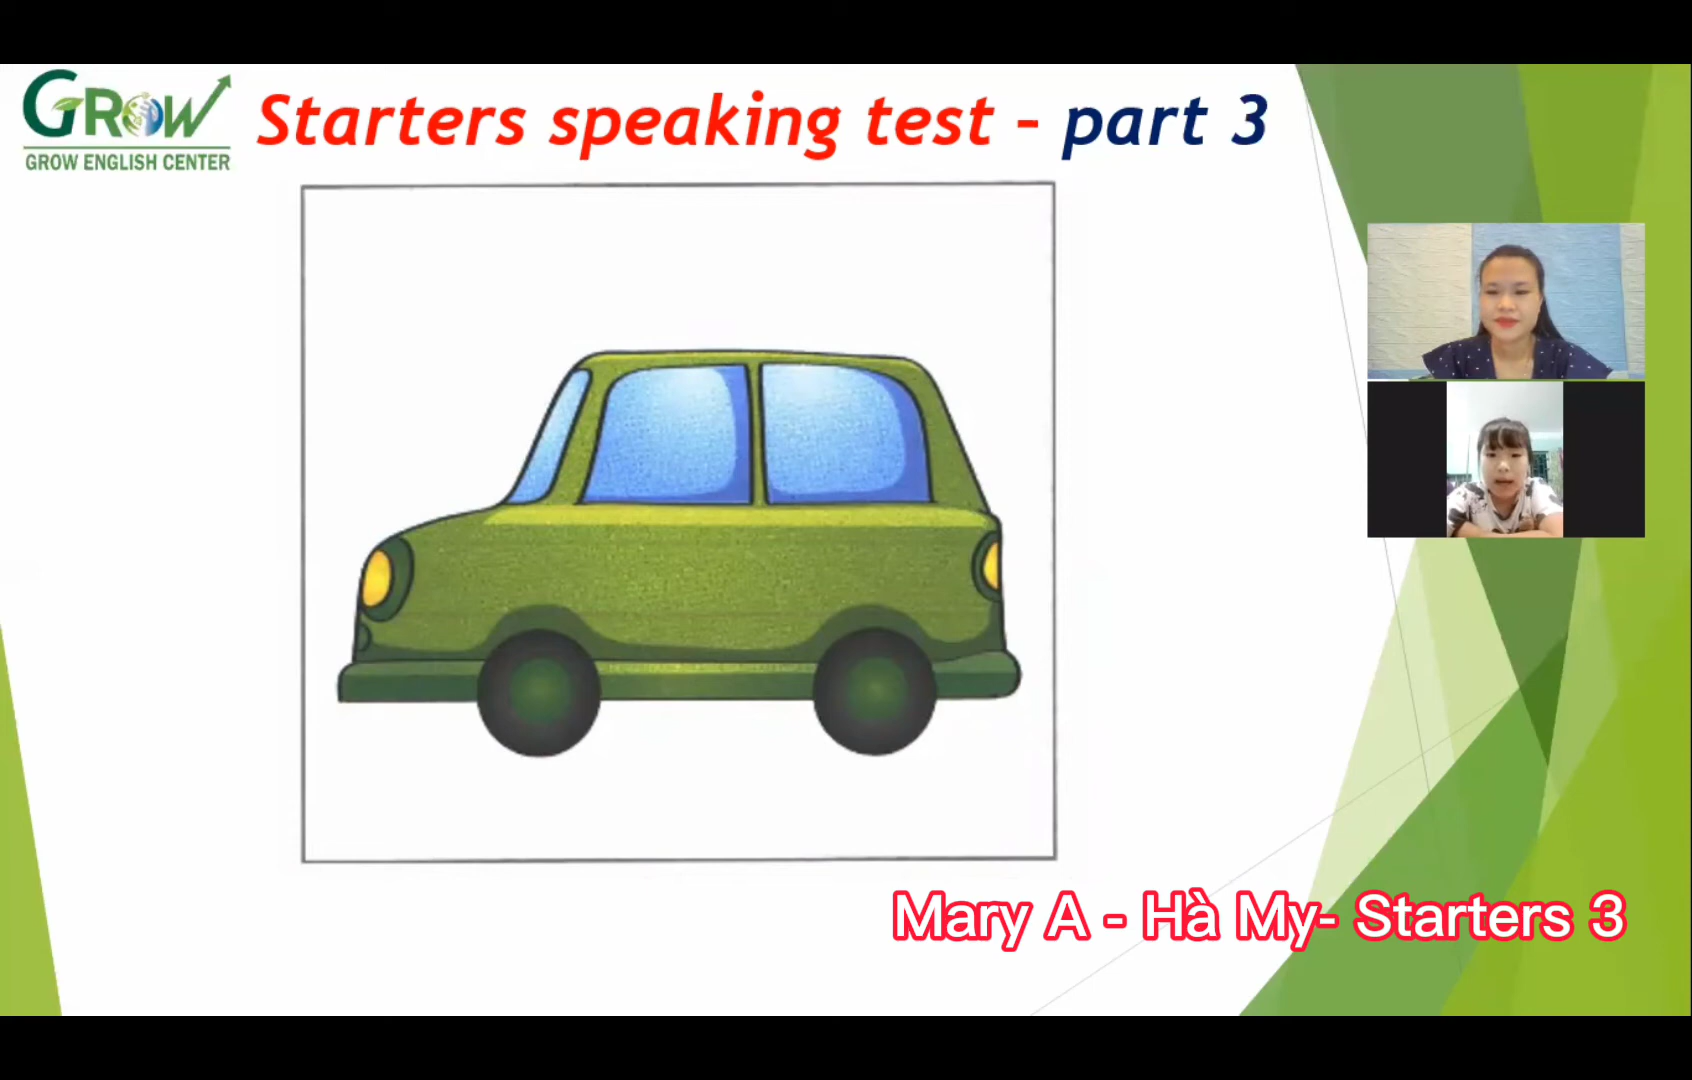 GROW
GROW ENGLISH CENTER
Starters speaking test – part 3
Mary A - Hà My- Starters 3